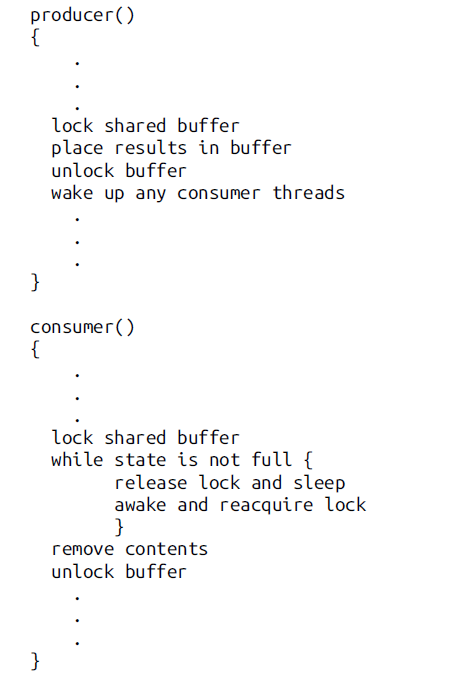 producer()
{
.
.
.
lock shared buffer
place results in buffer
unlock buffer
wake up any consumer threads
.
.
.
}
consumer()
{
.
.
.
lock shared buffer
while state is not full {
release lock and sleep
awake and reacquire lock
}
remove contents
unlock buffer
.
.
.
}